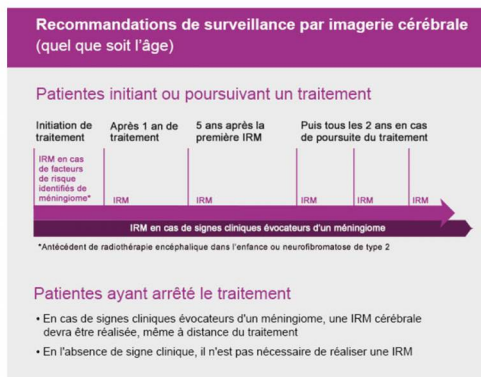 Recommandations de surveillance par imagerie cérébrale
(quel que soit l'âge)
Patientes initiant ou poursuivant un traitement
Initiation de
traitement
Après 1 an de
traitement
5 ans après la
première IRM
Puis tous les 2 ans en cas
de poursuite du traitement
IRM en cas
de facteurs
de risque
identifiés de
méningiome*
IRM
IRM
IRM
IRM
IRM
IRM en cas de signes cliniques évocateurs d'un méningiome
*Antécédent de radiothérapie encéphalique dans l'enfance ou neurofibromatose de type 2
Patientes ayant arrêté le traitement
• En cas de signes cliniques évocateurs d'un méningiome, une IRM cérébrale
devra être réalisée, même à distance du traitement
• En l'absence de signe clinique, il n'est pas nécessaire de réaliser une IRM